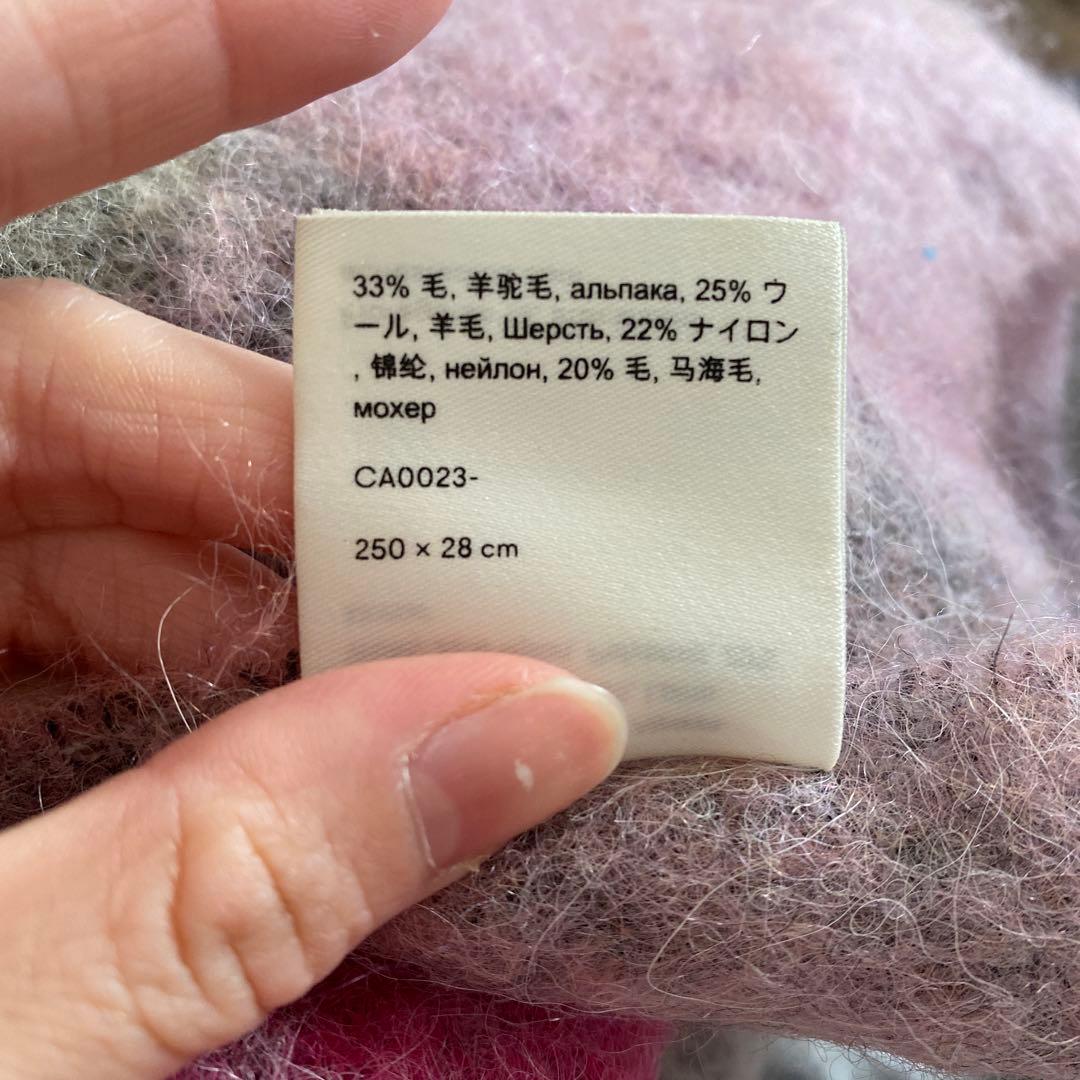 33% 毛, 羊驼毛, альпака, 25% ウ
ール, 羊毛, Шерсть, 22% ナイロン
, 锦纶, нейлон, 20% 毛, 马海毛,
мохер
CA0023-
250 × 28 cm